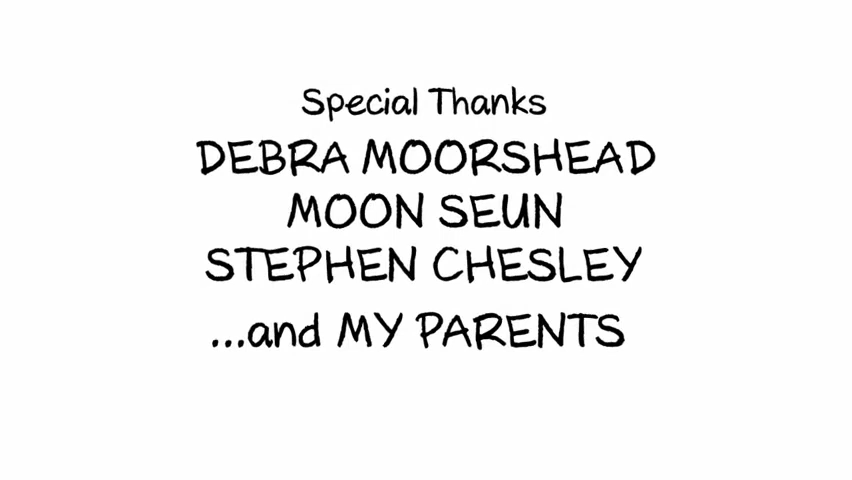 Special Thanks
DEBRA MOORSHEAD
MOON SEUN
STEPHEN CHESLEY
...and MY PARENTS